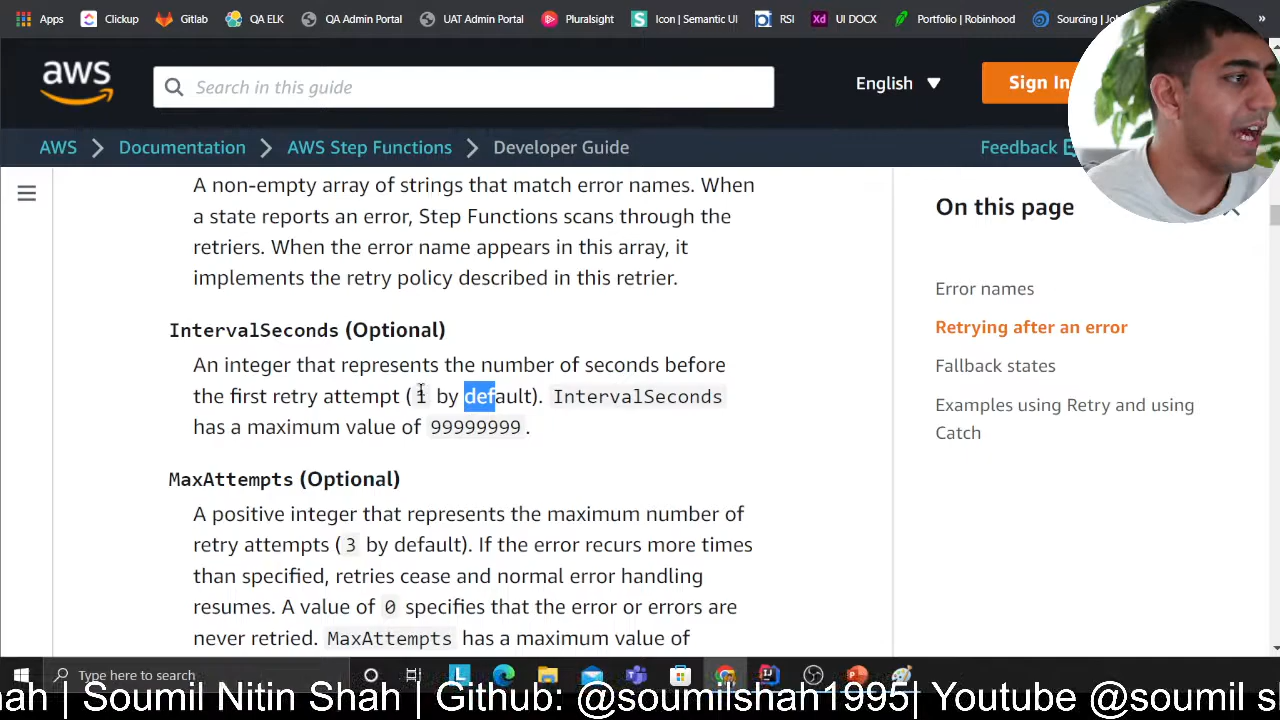 Apps Clickup Gitlab QA ELK QA Admin Portal UAT Admin Portal Pluralsight Icon | Semantic UI RSI UI DOCX Portfolio | Robinhood Sourcing | Jo »
aws
Search in this guide
English
Sign In
AWS > Documentation > AWS Step Functions > Developer Guide
Feedback
A non-empty array of strings that match error names. When
a state reports an error, Step Functions scans through the
retriers. When the error name appears in this array, it
implements the retry policy described in this retrier.
IntervalSeconds (Optional)
An integer that represents the number of seconds before
the first retry attempt (1 by default). IntervalSeconds
has a maximum value of 99999999.
MaxAttempts (Optional)
A positive integer that represents the maximum number of
retry attempts (3 by default). If the error recurs more times
than specified, retries cease and normal error handling
resumes. A value of 0 specifies that the error or errors are
never retried. MaxAttempts has a maximum value of
On this page
Error names
Retrying after an error
Fallback states
Examples using Retry and using
Catch
Type here to search
hah | Soumil Nitin Shah | Github: @soumilshah1995| Youtube @soumil s